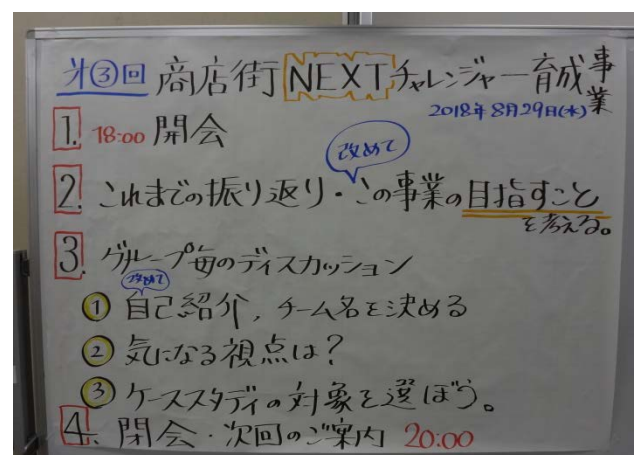 第③回 商店街 NEXTチャレンジャー育成事業
2018年8月29日(水)
1. 18:00 開会
改めて
2. これまでの振り返り・この事業の目指すこと
を考える。
3. グループ毎のディスカッション
改めて
① 自己紹介, チーム名を決める
② 気になる視点は?
③ ケーススタディの対象を選ぼう。
4. 閉会・次回のご案内 20:00